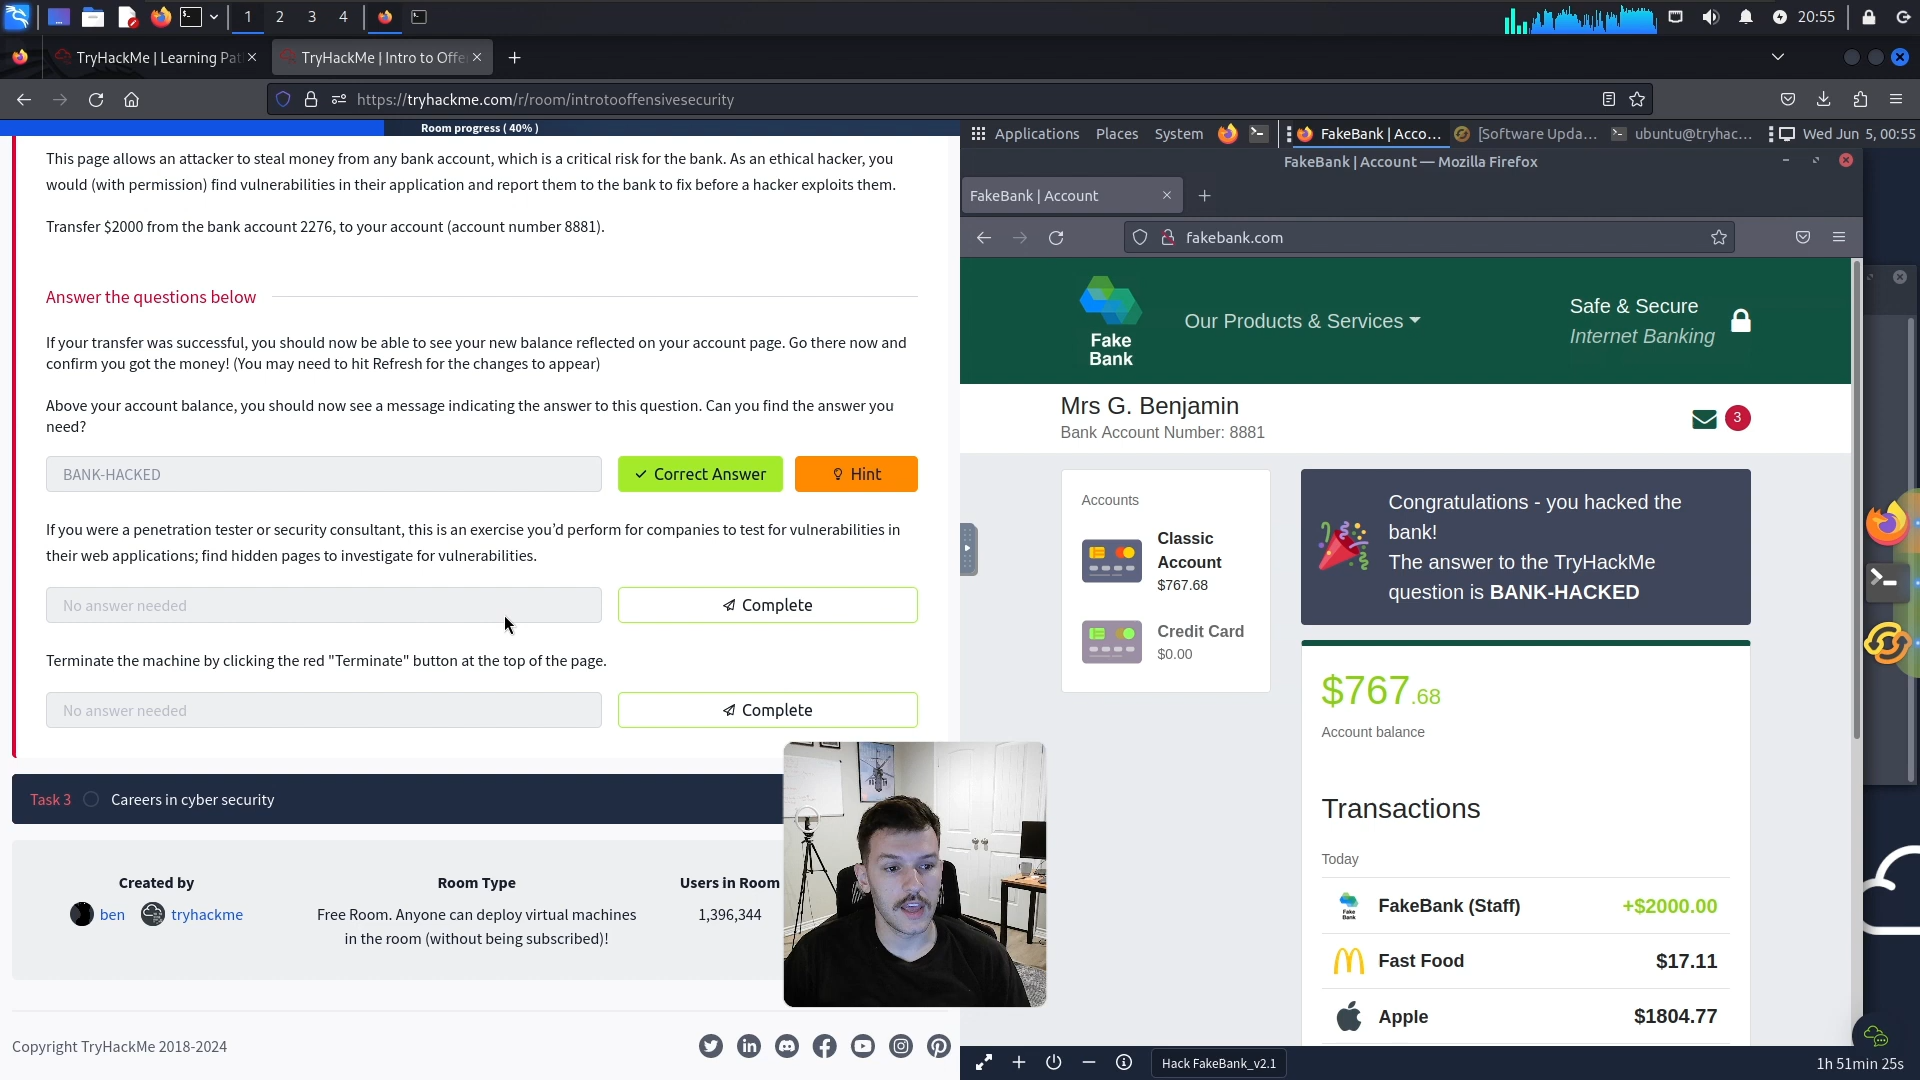 1 2 3 4 20:55
TryHackMe | Learning Pat
TryHackMe | Intro to Offe
https://tryhackme.com/r/room/introtooffensivesecurity
Room progress ( 40% )
This page allows an attacker to steal money from any bank account, which is a critical risk for the bank. As an ethical hacker, you
would (with permission) find vulnerabilities in their application and report them to the bank to fix before a hacker exploits them.
Transfer $2000 from the bank account 2276, to your account (account number 8881).
Answer the questions below
If your transfer was successful, you should now be able to see your new balance reflected on your account page. Go there now and
confirm you got the money! (You may need to hit Refresh for the changes to appear)
Above your account balance, you should now see a message indicating the answer to this question. Can you find the answer you
need?
BANK-HACKED
Correct Answer
Hint
If you were a penetration tester or security consultant, this is an exercise you’d perform for companies to test for vulnerabilities in
their web applications; find hidden pages to investigate for vulnerabilities.
No answer needed
Complete
Terminate the machine by clicking the red "Terminate" button at the top of the page.
No answer needed
Complete
Task 3 Careers in cyber security
Created by
ben tryhackme
Room Type
Free Room. Anyone can deploy virtual machines
in the room (without being subscribed)!
Users in Room
1,396,344
Copyright TryHackMe 2018-2024
Applications Places System
FakeBank | Acco...
[Software Upda...
ubuntu@tryhac...
Wed Jun 5, 00:55
FakeBank | Account — Mozilla Firefox
FakeBank | Account
fakebank.com
Fake
Bank
Our Products & Services
Safe & Secure
Internet Banking
Mrs G. Benjamin
Bank Account Number: 8881
3
Accounts
Classic
Account
$767.68
Credit Card
$0.00
Congratulations - you hacked the
bank!
The answer to the TryHackMe
question is BANK-HACKED
$767.68
Account balance
Transactions
Today
Fake
Bank
FakeBank (Staff) +$2000.00
Fast Food $17.11
Apple $1804.77
Hack FakeBank_v2.1
1h 51min 25s